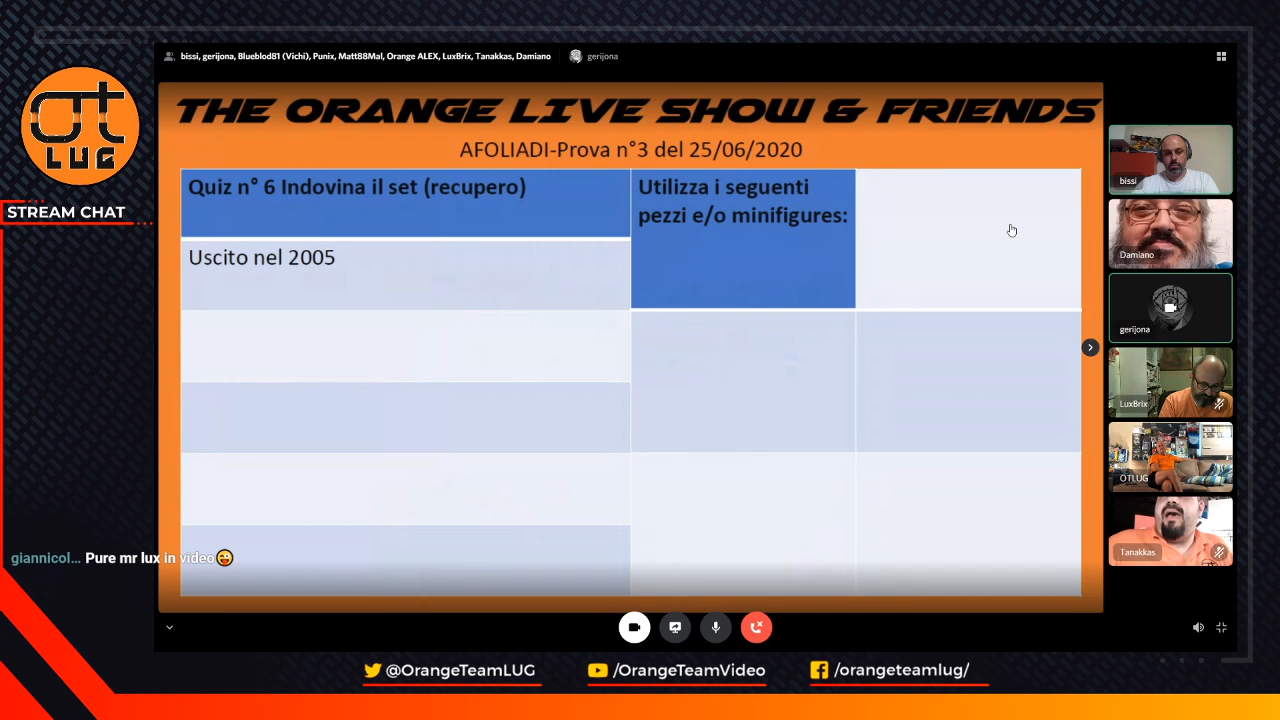 bissi, gerijona, Blueblod81 (Vichi), Punix, Matt88Mal, Orange ALEX, LuxBrix, Tanakkas, Damiano
gerijona
OT
LUG
STREAM CHAT
THE ORANGE LIVE SHOW & FRIENDS
AFOLIADI-Prova n°3 del 25/06/2020
Quiz n° 6 Indovina il set (recupero)
Utilizza i seguenti
pezzi e/o minifigures:
Uscito nel 2005
bissi
Damiano
gerijona
LuxBrix
OTLUG
Tanakkas
giannicol... Pure mr lux in video😜
@OrangeTeamLUG
/OrangeTeamVideo
/orangeteamlug/